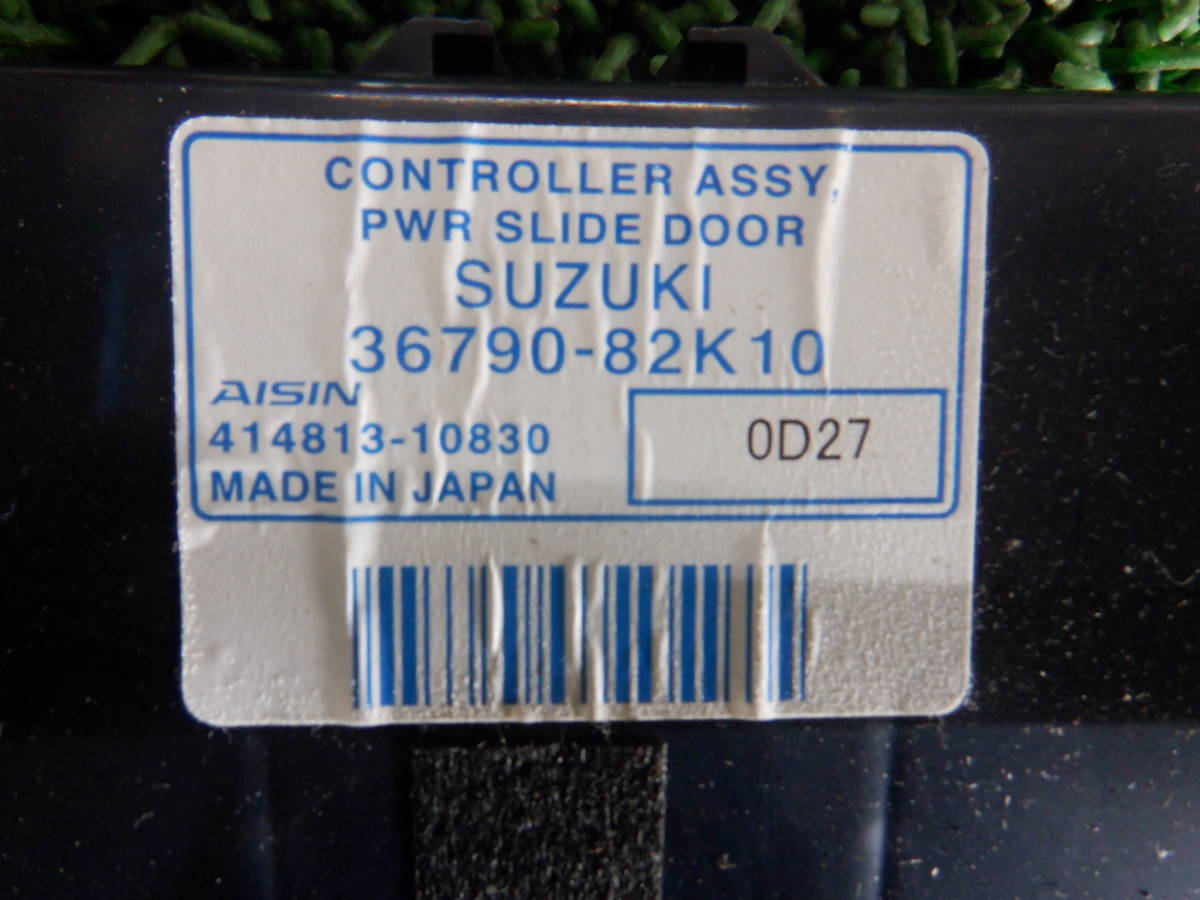 CONTROLLER ASSY,
PWR SLIDE DOOR
SUZUKI
36790-82K10
AISIN
414813-10830
0D27
MADE IN JAPAN